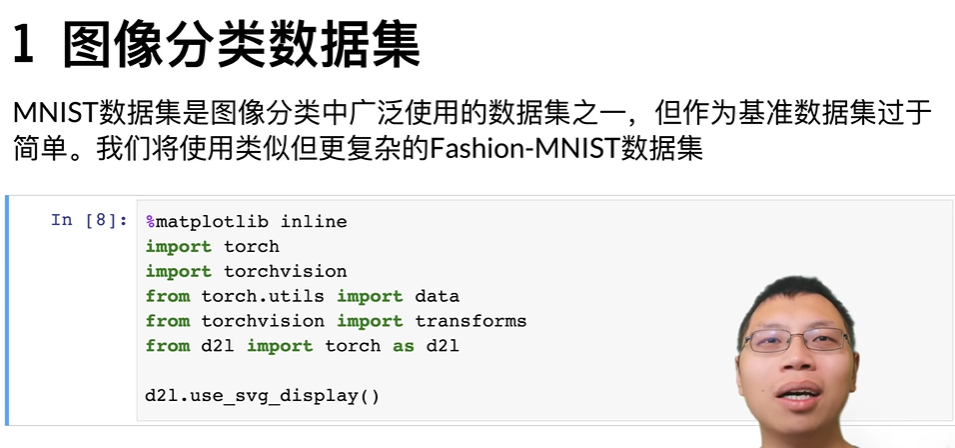 1 图像分类数据集
MNIST数据集是图像分类中广泛使用的数据集之一，但作为基准数据集过于
简单。我们将使用类似但更复杂的Fashion-MNIST数据集
In [8]: %matplotlib inline
import torch
import torchvision
from torch.utils import data
from torchvision import transforms
from d2l import torch as d2l
d2l.use_svg_display()